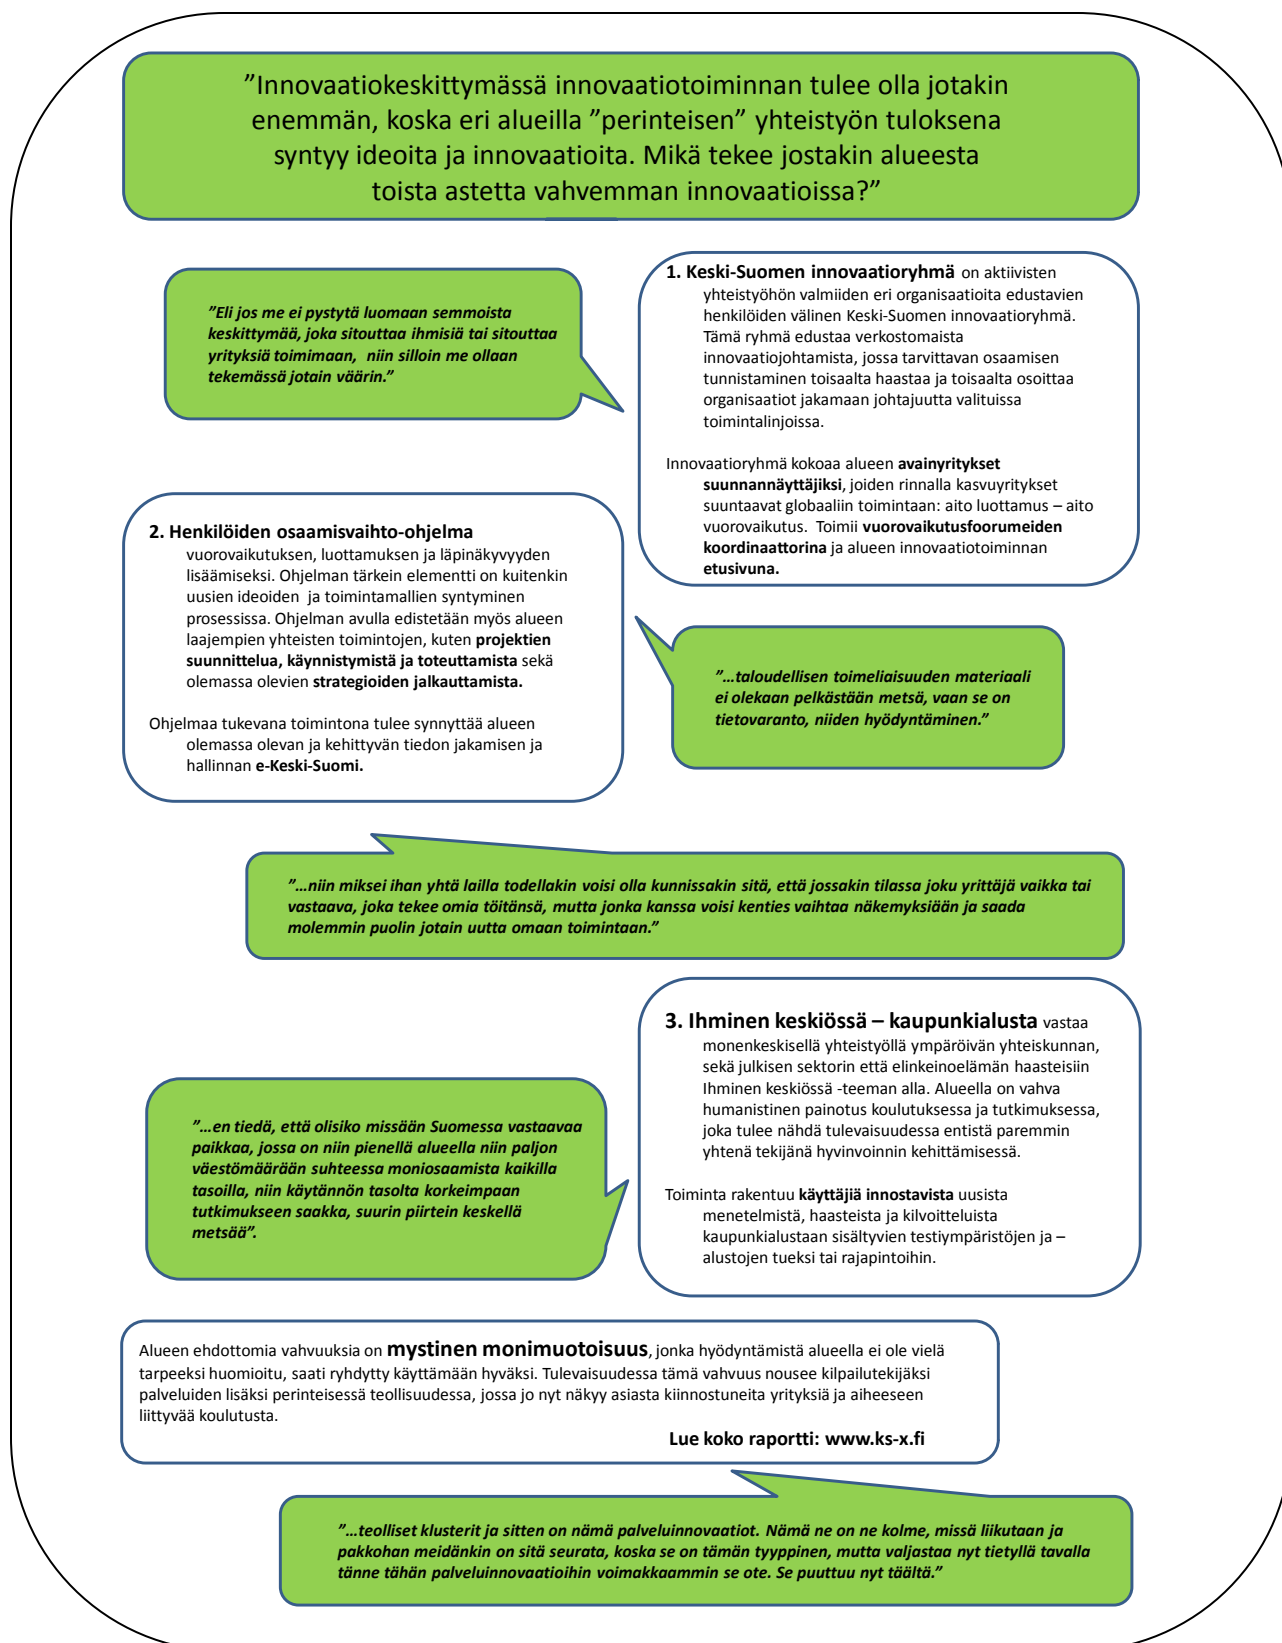 ”Innovaatiokeskittymässä innovaatiotoiminnan tulee olla jotakin
enemmän, koska eri alueilla ”perinteisen” yhteistyön tuloksena
syntyy ideoita ja innovaatioita. Mikä tekee jostakin alueesta
toista astetta vahvemman innovaatioissa?”
”Eli jos me ei pystytä luomaan semmoista
keskittymää, joka sitouttaa ihmisiä tai sitouttaa
yrityksiä toimimaan, niin silloin me ollaan
tekemässä jotain väärin.”
1. Keski-Suomen innovaatioryhmä on aktiivisten
yhteistyöhön valmiiden eri organisaatioita edustavien
henkilöiden välinen Keski-Suomen innovaatioryhmä.
Tämä ryhmä edustaa verkostomaista
innovaatiojohtamista, jossa tarvittavan osaamisen
tunnistaminen toisaalta haastaa ja toisaalta osoittaa
organisaatiot jakamaan johtajuutta valituissa
toimintalinjoissa.
Innovaatioryhmä kokoaa alueen avainyritykset
suunnannäyttäjiksi, joiden rinnalla kasvuyritykset
suuntaavat globaaliin toimintaan: aito luottamus – aito
vuorovaikutus. Toimii vuorovaikutusfoorumeiden
koordinaattorina ja alueen innovaatiotoiminnan
etusivuna.
2. Henkilöiden osaamisvaihto-ohjelma
vuorovaikutuksen, luottamuksen ja läpinäkyvyyden
lisäämiseksi. Ohjelman tärkein elementti on kuitenkin
uusien ideoiden ja toimintamallien syntyminen
prosessissa. Ohjelman avulla edistetään myös alueen
laajempien yhteisten toimintojen, kuten projektien
suunnittelua, käynnistymistä ja toteuttamista sekä
olemassa olevien strategioiden jalkauttamista.
Ohjelmaa tukevana toimintona tulee synnyttää alueen
olemassa olevan ja kehittyvän tiedon jakamisen ja
hallinnan e-Keski-Suomi.
”…taloudellisen toimeliaisuuden materiaali
ei olekaan pelkästään metsä, vaan se on
tietovaranto, niiden hyödyntäminen.”
”…niin miksei ihan yhtä lailla todellakin voisi olla kunnissakin sitä, että jossakin tilassa joku yrittäjä vaikka tai
vastaava, joka tekee omia töitänsä, mutta jonka kanssa voisi kenties vaihtaa näkemyksiään ja saada
molemmin puolin jotain uutta omaan toimintaan.”
3. Ihminen keskiössä – kaupunkialusta vastaa
monenkeskisellä yhteistyöllä ympäröivän yhteiskunnan,
sekä julkisen sektorin että elinkeinoelämän haasteisiin
Ihminen keskiössä -teeman alla. Alueella on vahva
humanistinen painotus koulutuksessa ja tutkimuksessa,
joka tulee nähdä tulevaisuudessa entistä paremmin
yhtenä tekijänä hyvinvoinnin kehittämisessä.
Toiminta rakentuu käyttäjiä innostavista uusista
menetelmistä, haasteista ja kilvoitteluista
kaupunkialustaan sisältyvien testiympäristöjen ja –
alustojen tueksi tai rajapintoihin.
”…en tiedä, että olisiko missään Suomessa vastaavaa
paikkaa, jossa on niin pienellä alueella niin paljon
väestömäärään suhteessa moniosaamista kaikilla
tasoilla, niin käytännön tasolta korkeimpaan
tutkimukseen saakka, suurin piirtein keskellä
metsää”.
Alueen ehdottomia vahvuuksia on mystinen monimuotoisuus, jonka hyödyntämistä alueella ei ole vielä
tarpeeksi huomioitu, saati ryhdytty käyttämään hyväksi. Tulevaisuudessa tämä vahvuus nousee kilpailutekijäksi
palveluiden lisäksi perinteisessä teollisuudessa, jossa jo nyt näkyy asiasta kiinnostuneita yrityksiä ja aiheeseen
liittyvää koulutusta.
Lue koko raportti: www.ks-x.fi
”…teolliset klusterit ja sitten on nämä palveluinnovaatiot. Nämä ne on ne kolme, missä liikutaan ja
pakkohan meidänkin on sitä seurata, koska se on tämän tyyppinen, mutta valjastaa nyt tietyllä tavalla
tänne tähän palveluinnovaatioihin voimakkaammin se ote. Se puuttuu nyt täältä.”